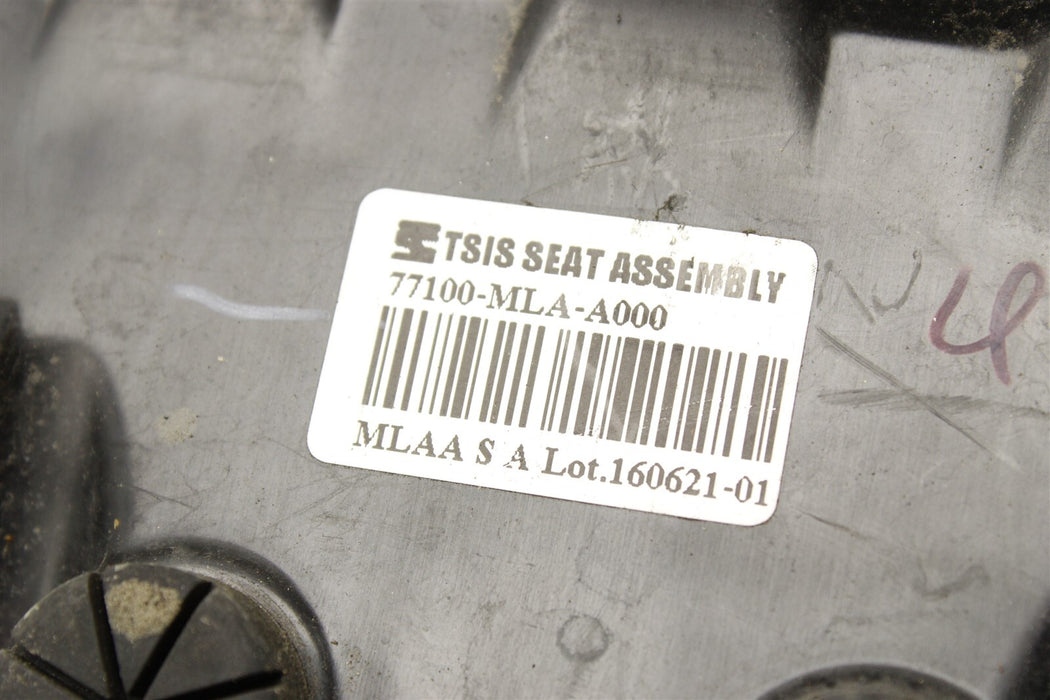 TSIS SEAT ASSEMBLY
77100-MLA-A000
MLAA S A Lot.160621-01